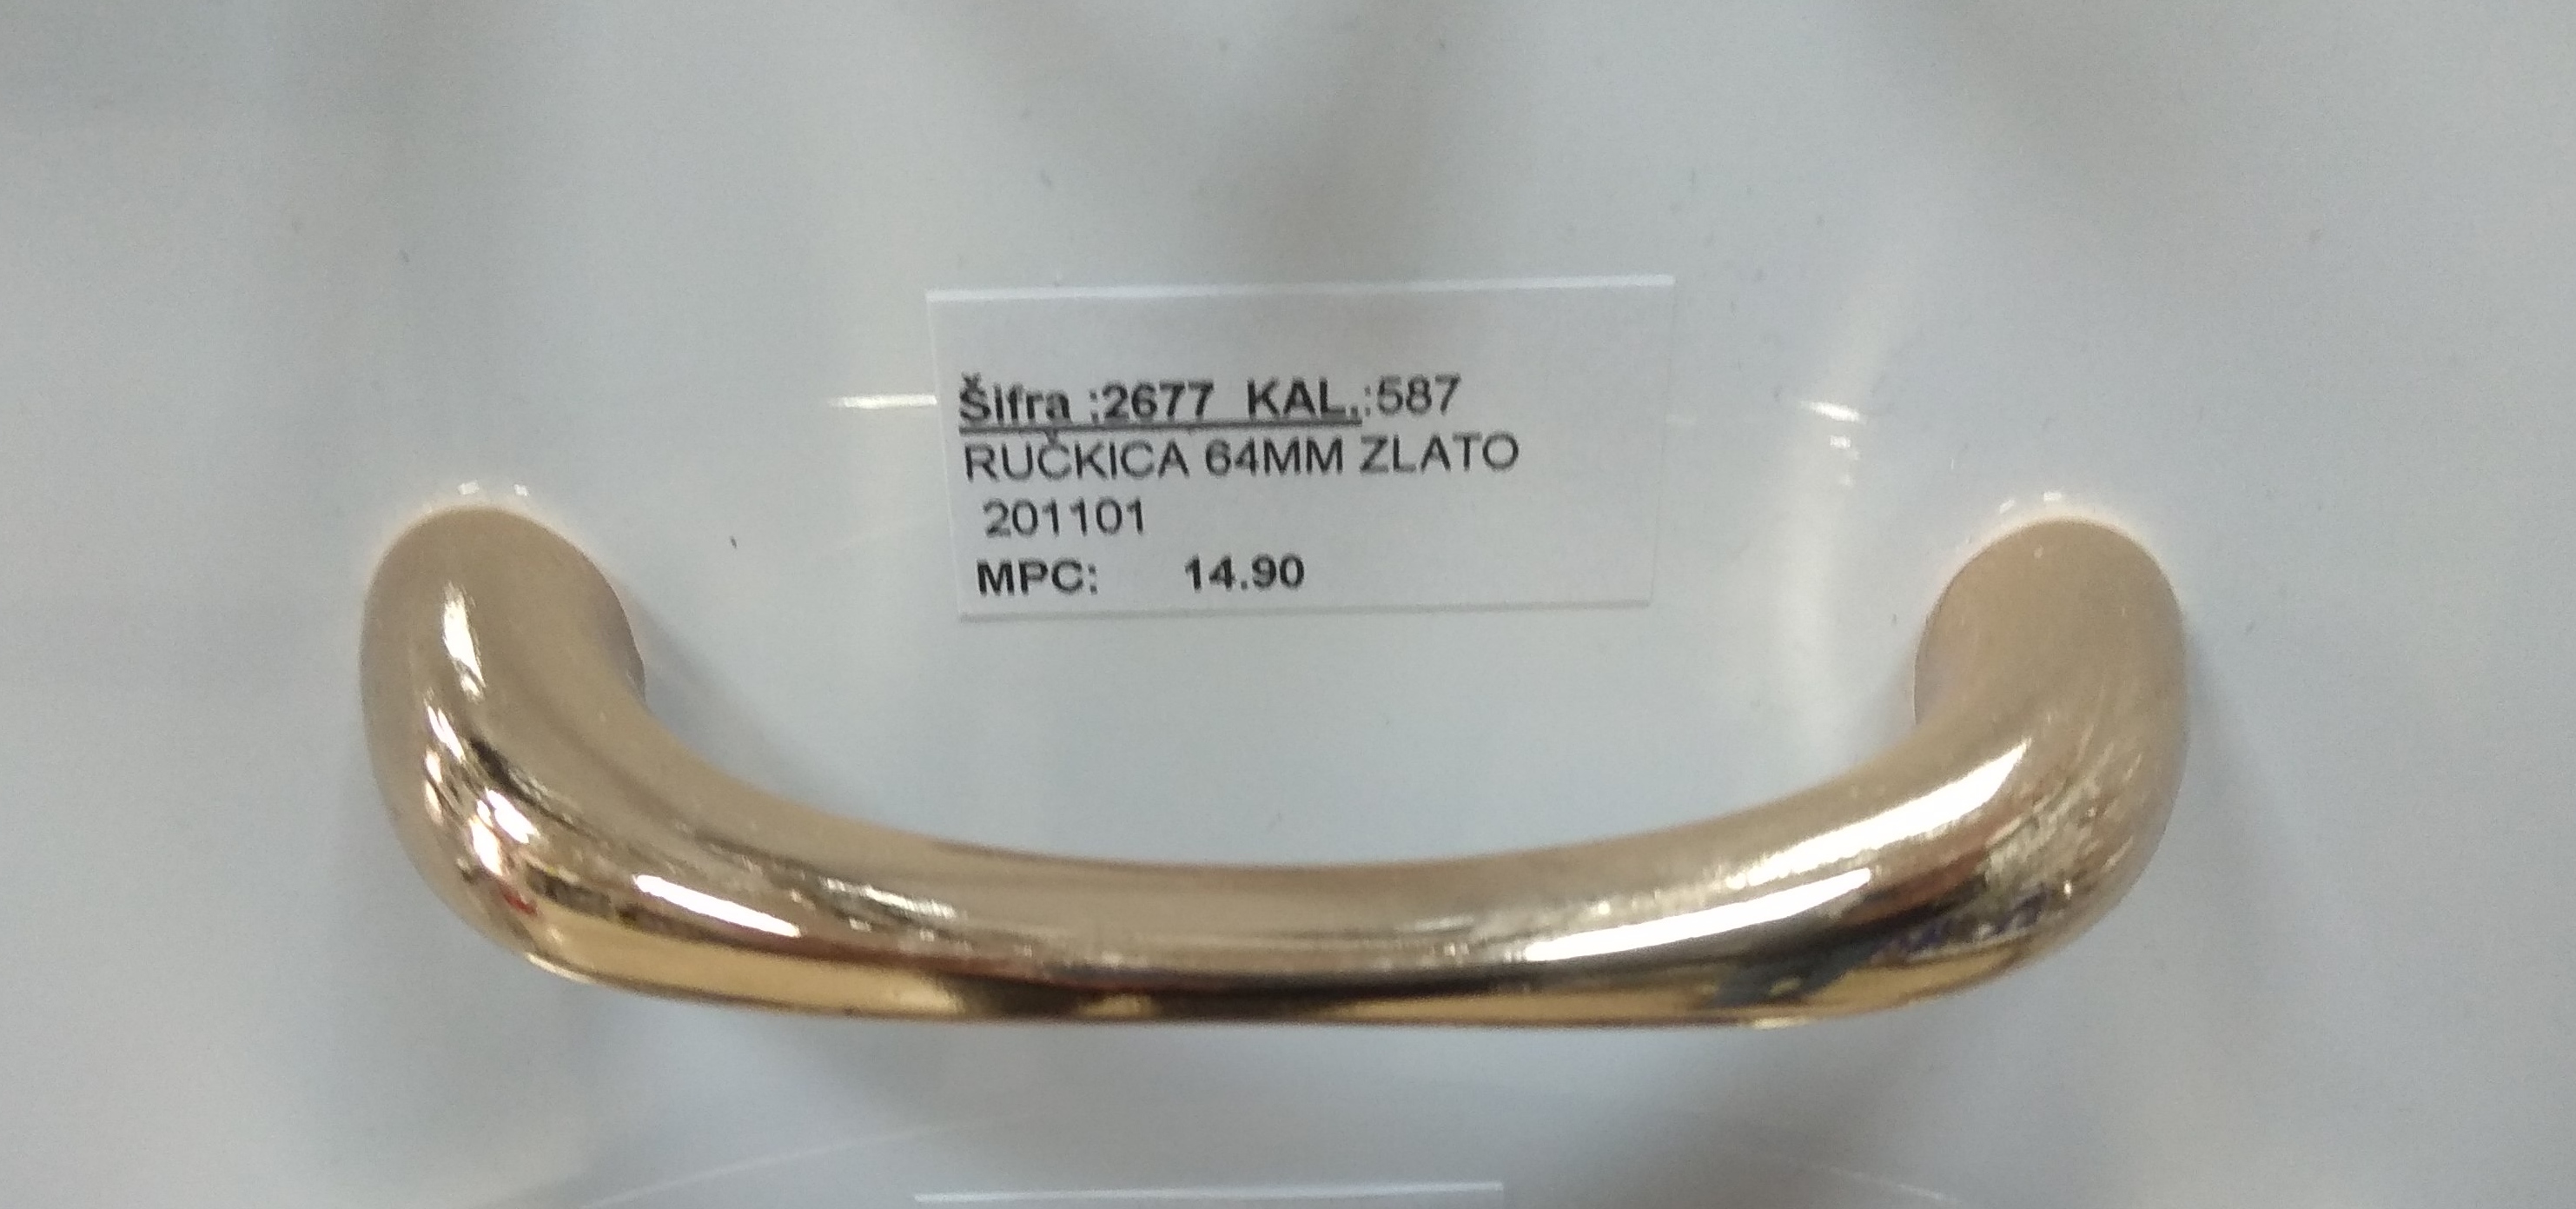 Šifra :2677 KAL.:587
RUČKICA 64MM ZLATO
201101
MPC: 14.90